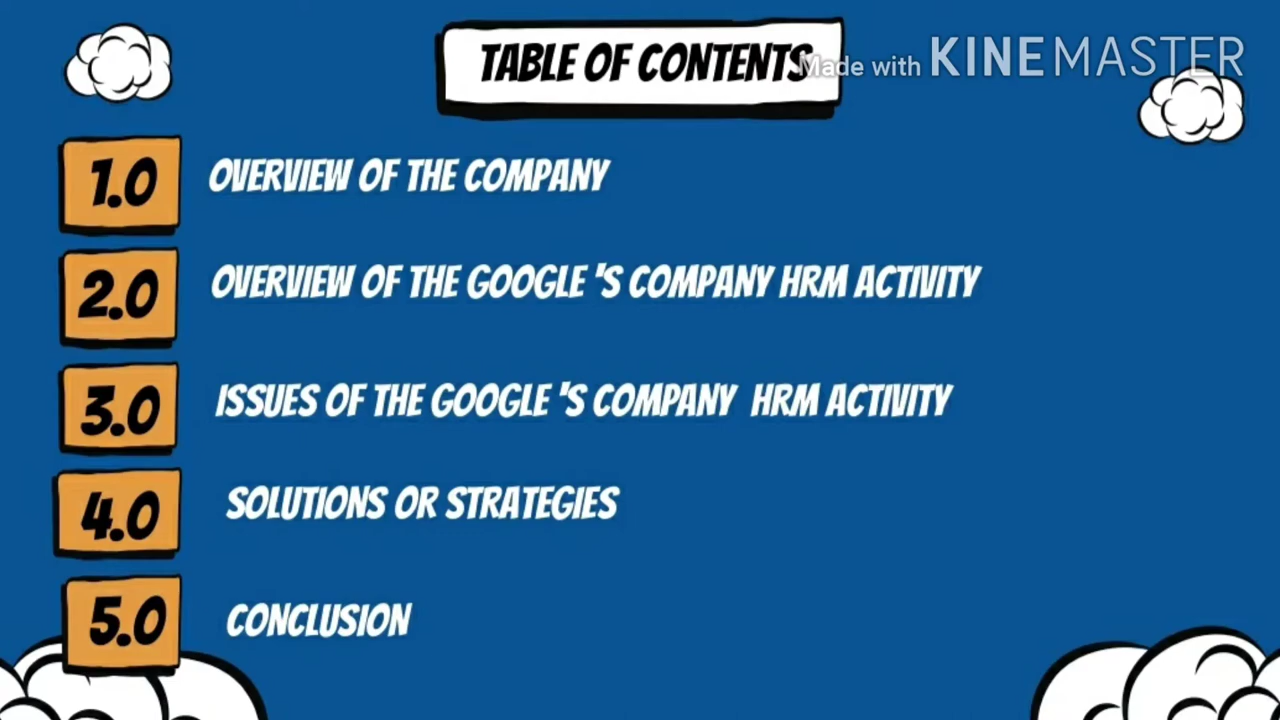 TABLE OF CONTENTS
Made with KINEMASTER
1.0 OVERVIEW OF THE COMPANY
2.0 OVERVIEW OF THE GOOGLE 'S COMPANY HRM ACTIVITY
3.0 ISSUES OF THE GOOGLE 'S COMPANY HRM ACTIVITY
4.0 SOLUTIONS OR STRATEGIES
5.0 CONCLUSION